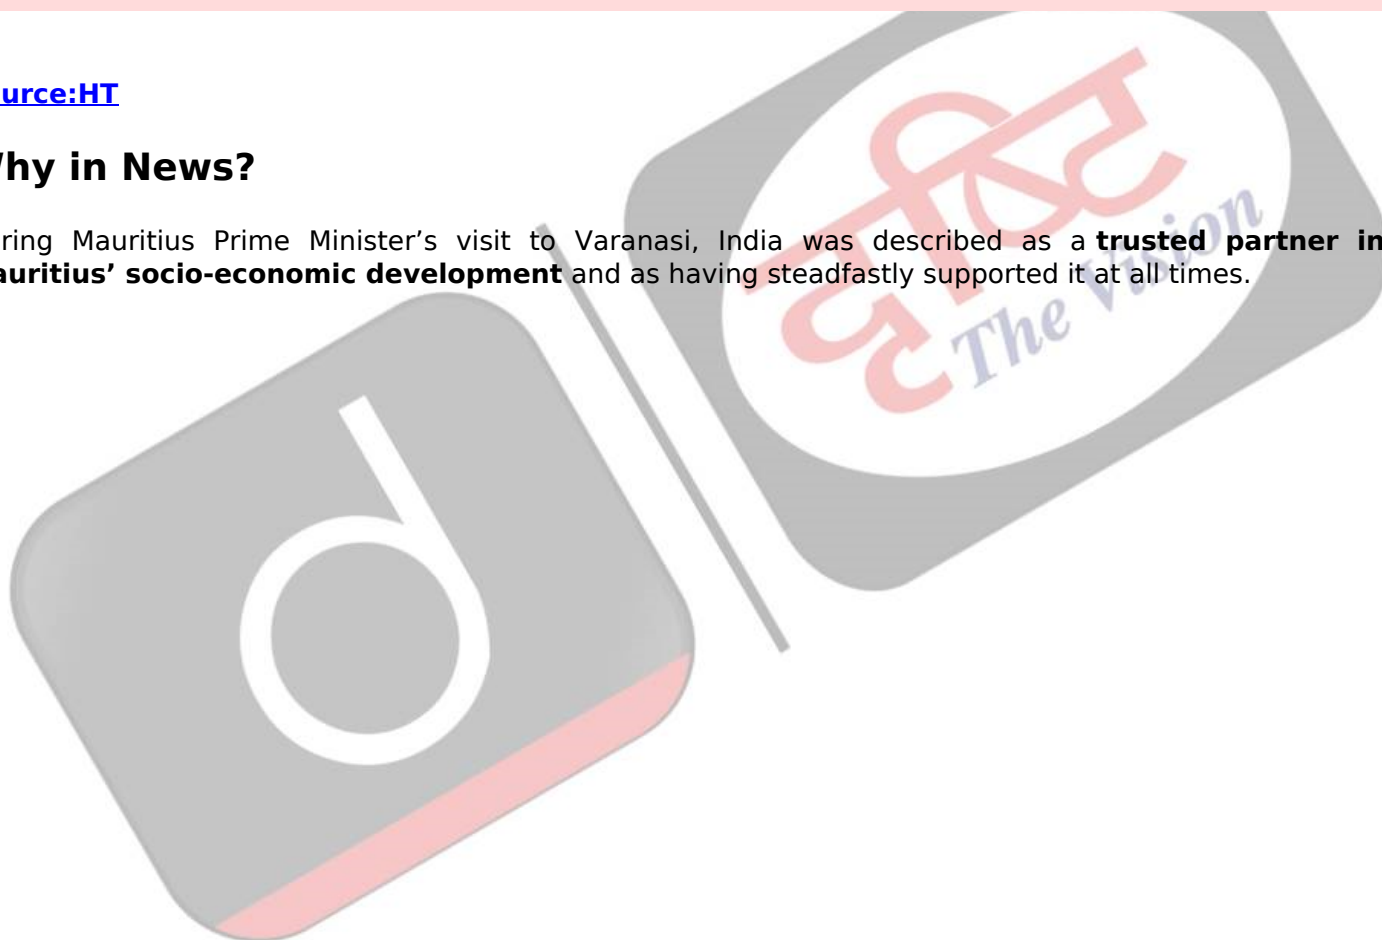 urce:HT
hy in News?
ring Mauritius Prime Minister’s visit to Varanasi, India was described as a trusted partner in
auritius’ socio-economic development and as having steadfastly supported it at all times.
दृष्टि
The Vision
d